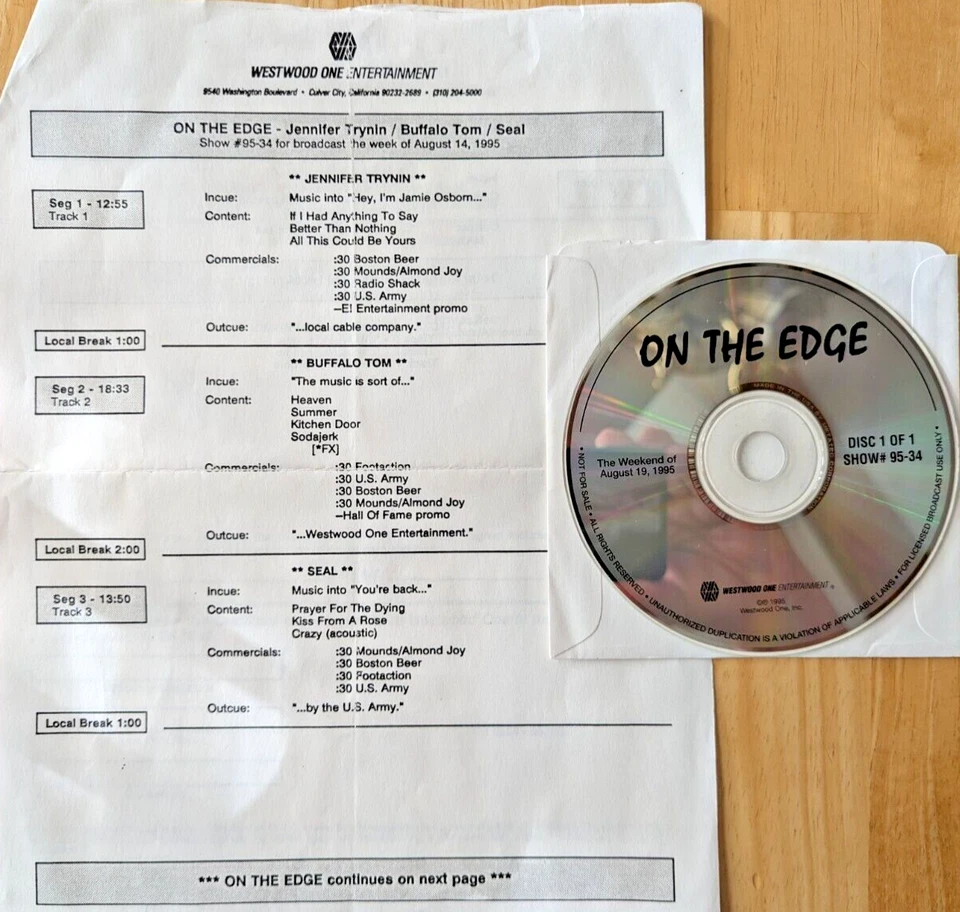 WESTWOOD ONE ENTERTAINMENT
9540 Washington Boulevard • Culver City, California 90232-2689 • (310) 204-5000
ON THE EDGE - Jennifer Trynin / Buffalo Tom / Seal
Show #95-34 for broadcast the week of August 14, 1995
** JENNIFER TRYNIN **
Seg 1 - 12:55
Track 1
Incue: Music into "Hey, I'm Jamie Osborn..."
Content: If I Had Anything To Say
Better Than Nothing
All This Could Be Yours
Commercials: :30 Boston Beer
:30 Mounds/Almond Joy
:30 Radio Shack
:30 U.S. Army
–E! Entertainment promo
Outcue: "...local cable company."
Local Break 1:00
** BUFFALO TOM **
Seg 2 - 18:33
Track 2
Incue: "The music is sort of..."
Content: Heaven
Summer
Kitchen Door
Sodajerk
[*FX]
Commercials: :30 Footaction
:30 U.S. Army
:30 Boston Beer
:30 Mounds/Almond Joy
–Hall Of Fame promo
Outcue: "...Westwood One Entertainment."
Local Break 2:00
** SEAL **
Seg 3 - 13:50
Track 3
Incue: Music into "You're back..."
Content: Prayer For The Dying
Kiss From A Rose
Crazy (acoustic)
Commercials: :30 Mounds/Almond Joy
:30 Boston Beer
:30 Footaction
:30 U.S. Army
Outcue: "...by the U.S. Army."
Local Break 1:00
*** ON THE EDGE continues on next page ***
ON THE EDGE
DISC 1 OF 1
SHOW# 95-34
The Weekend of
August 19, 1995
WESTWOOD ONE ENTERTAINMENT®
©℗ 1995
Westwood One, Inc.
• NOT FOR SALE • ALL RIGHTS RESERVED • UNAUTHORIZED DUPLICATION IS A VIOLATION OF APPLICABLE LAWS • FOR LICENSED BROADCAST USE ONLY •
MADE IN THE